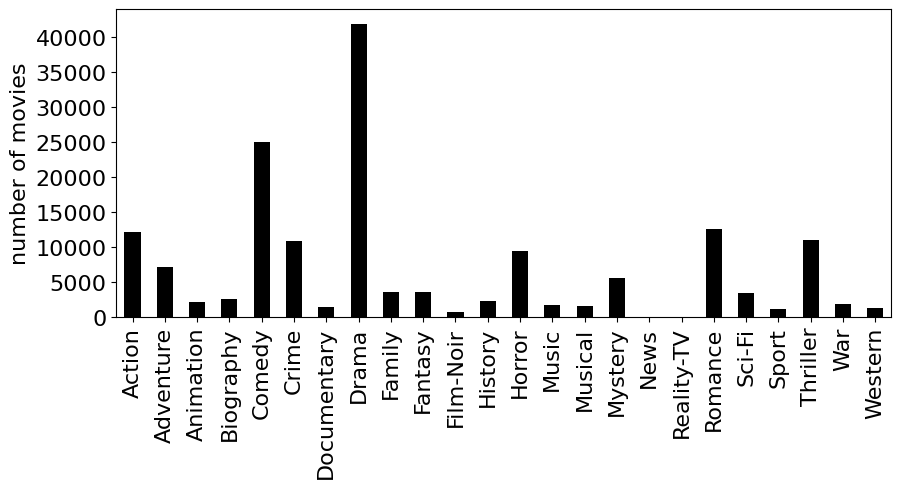 number of movies
40000
35000
30000
25000
20000
15000
10000
5000
0
Action
Adventure
Animation
Biography
Comedy
Crime
Documentary
Drama
Family
Fantasy
Film-Noir
History
Horror
Music
Musical
Mystery
News
Reality-TV
Romance
Sci-Fi
Sport
Thriller
War
Western